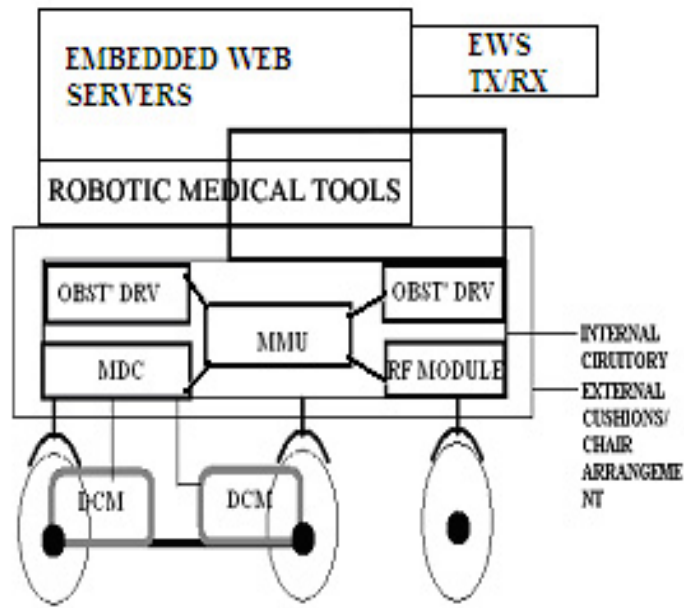 EMBEDDED WEB
SERVERS
EWS
TX/RX
ROBOTIC MEDICAL TOOLS
OBST' DRV
OBST' DRV
MMU
MDC
RF MODULE
INTERNAL
CIRUITORY
EXTERNAL
CUSHIONS/
CHAIR
ARRANGEME
NT
DCM
DCM